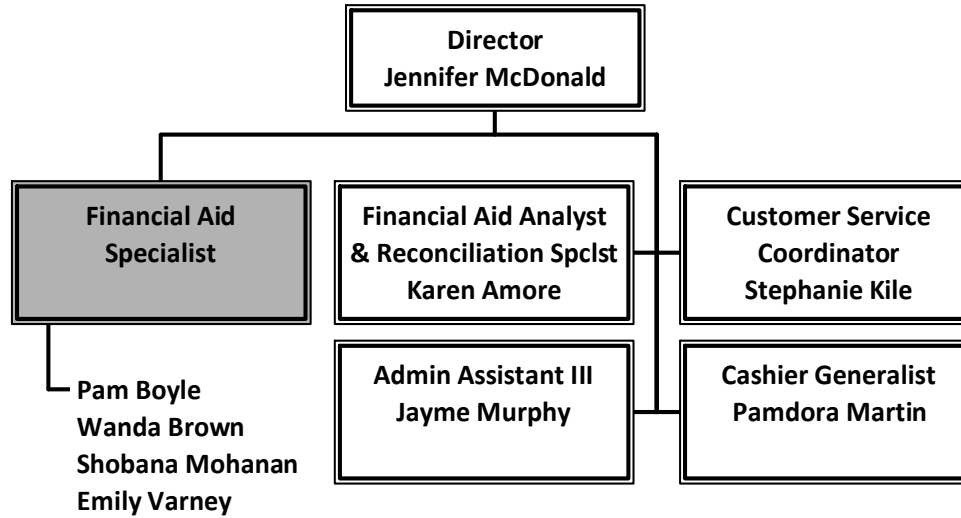 Director
Jennifer McDonald
Financial Aid
Specialist
Financial Aid Analyst
& Reconciliation Spclst
Karen Amore
Customer Service
Coordinator
Stephanie Kile
Pam Boyle
Wanda Brown
Shobana Mohanan
Emily Varney
Admin Assistant III
Jayme Murphy
Cashier Generalist
Pamdora Martin